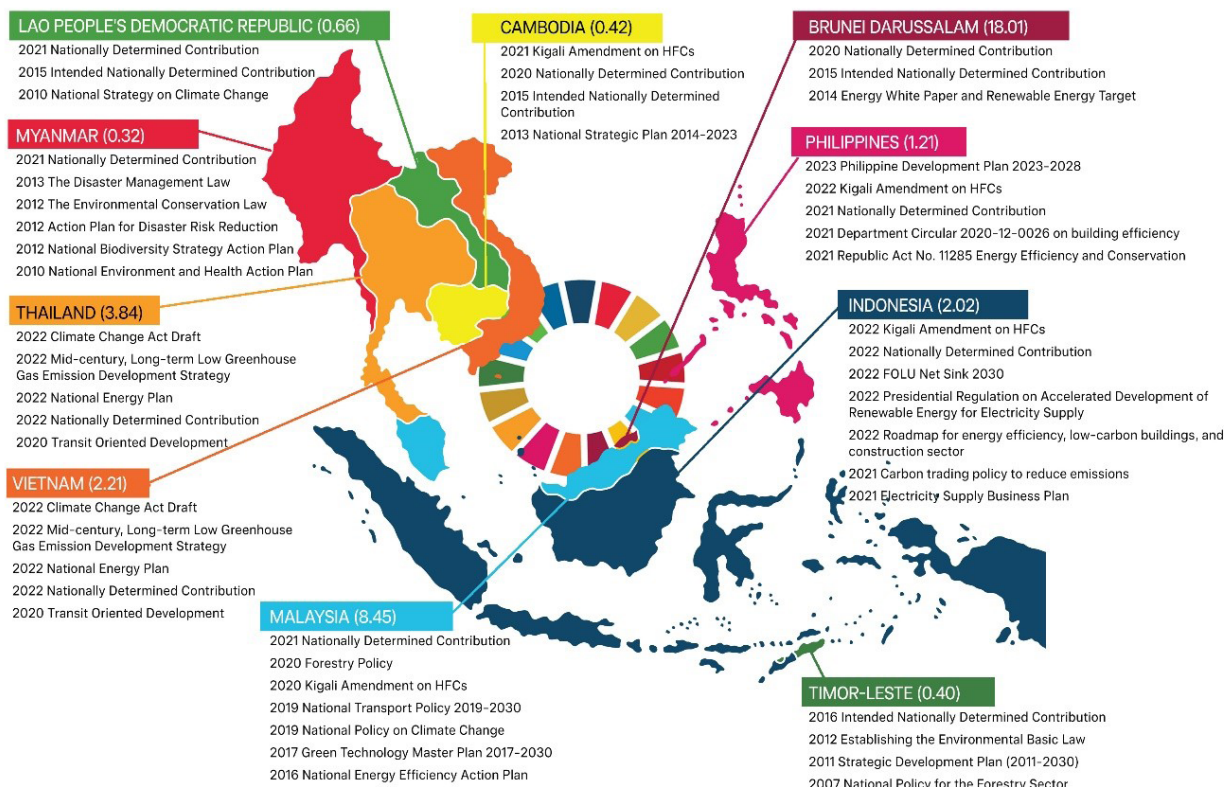 LAO PEOPLE'S DEMOCRATIC REPUBLIC (0.66)
2021 Nationally Determined Contribution
2015 Intended Nationally Determined Contribution
2010 National Strategy on Climate Change
MYANMAR (0.32)
2021 Nationally Determined Contribution
2013 The Disaster Management Law
2012 The Environmental Conservation Law
2012 Action Plan for Disaster Risk Reduction
2012 National Biodiversity Strategy Action Plan
2010 National Environment and Health Action Plan
THAILAND (3.84)
2022 Climate Change Act Draft
2022 Mid-century, Long-term Low Greenhouse
Gas Emission Development Strategy
2022 National Energy Plan
2022 Nationally Determined Contribution
2020 Transit Oriented Development
VIETNAM (2.21)
2022 Climate Change Act Draft
2022 Mid-century, Long-term Low Greenhouse
Gas Emission Development Strategy
2022 National Energy Plan
2022 Nationally Determined Contribution
2020 Transit Oriented Development
CAMBODIA (0.42)
2021 Kigali Amendment on HFCs
2020 Nationally Determined Contribution
2015 Intended Nationally Determined
Contribution
2013 National Strategic Plan 2014-2023
BRUNEI DARUSSALAM (18.01)
2020 Nationally Determined Contribution
2015 Intended Nationally Determined Contribution
2014 Energy White Paper and Renewable Energy Target
PHILIPPINES (1.21)
2023 Philippine Development Plan 2023-2028
2022 Kigali Amendment on HFCs
2021 Nationally Determined Contribution
2021 Department Circular 2020-12-0026 on building efficiency
2021 Republic Act No. 11285 Energy Efficiency and Conservation
INDONESIA (2.02)
2022 Kigali Amendment on HFCs
2022 Nationally Determined Contribution
2022 FOLU Net Sink 2030
2022 Presidential Regulation on Accelerated Development of
Renewable Energy for Electricity Supply
2022 Roadmap for energy efficiency, low-carbon buildings, and
construction sector
2021 Carbon trading policy to reduce emissions
2021 Electricity Supply Business Plan
MALAYSIA (8.45)
2021 Nationally Determined Contribution
2020 Forestry Policy
2020 Kigali Amendment on HFCs
2019 National Transport Policy 2019-2030
2019 National Policy on Climate Change
2017 Green Technology Master Plan 2017-2030
2016 National Energy Efficiency Action Plan
TIMOR-LESTE (0.40)
2016 Intended Nationally Determined Contribution
2012 Establishing the Environmental Basic Law
2011 Strategic Development Plan (2011-2030)
2007 National Policy for the Forestry Sector